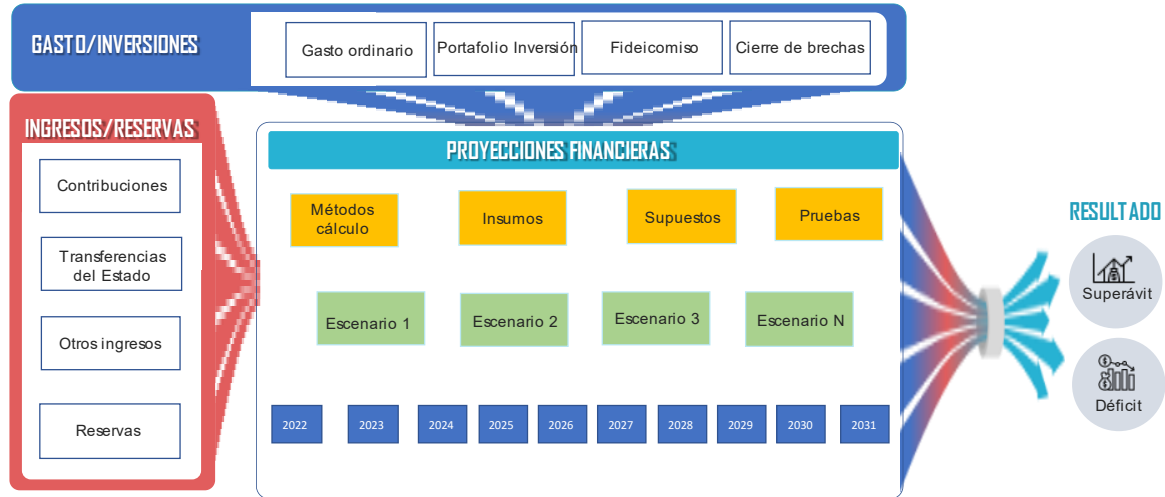 GASTO/INVERSIONES
Gasto ordinario
Portafolio Inversión
Fideicomiso
Cierre de brechas
INGRESOS/RESERVAS
Contribuciones
Transferencias
del Estado
Otros ingresos
Reservas
PROYECCIONES FINANCIERAS
Métodos
cálculo
Insumos
Supuestos
Pruebas
Escenario 1
Escenario 2
Escenario 3
Escenario N
2022
2023
2024
2025
2026
2027
2028
2029
2030
2031
RESULTADO
Superávit
Déficit